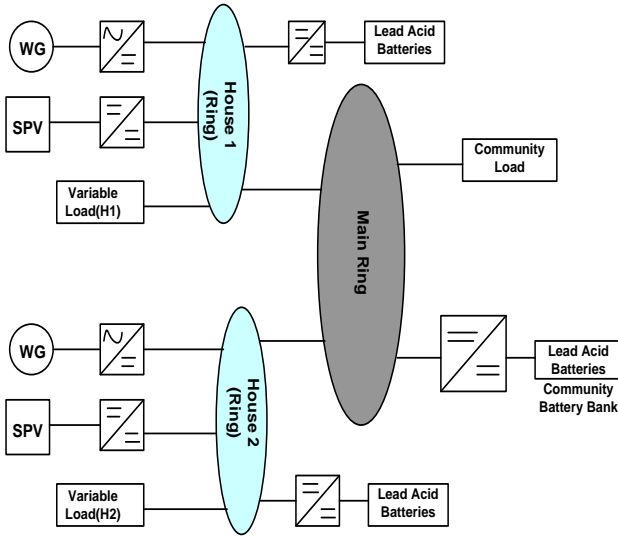 WG
Lead Acid
Batteries
SPV
House 1
(Ring)
Variable
Load(H1)
Community
Load
Main Ring
WG
Lead Acid
Batteries
Community
Battery Bank
SPV
House 2
(Ring)
Variable
Load(H2)
Lead Acid
Batteries